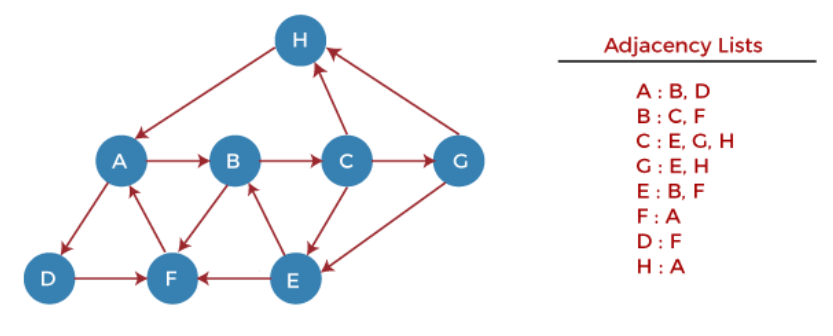 H
Adjacency Lists
A : B, D
B : C, F
C : E, G, H
G : E, H
E : B, F
F : A
D : F
H : A
A B C G
D F E